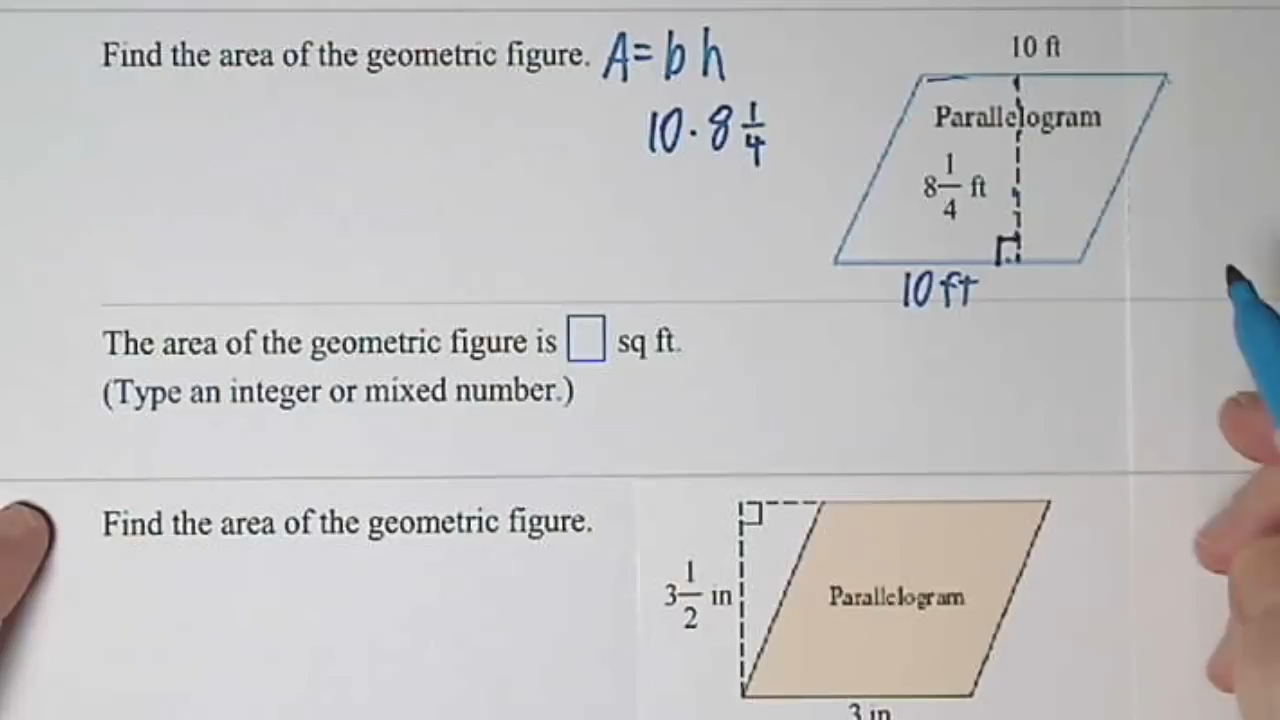 Find the area of the geometric figure. A = b h
10 · 8 1/4
10 ft
Parallelogram
8 1/4 ft
10 ft
The area of the geometric figure is sq ft.
(Type an integer or mixed number.)
Find the area of the geometric figure.
3 1/2 in
Parallelogram
3 in